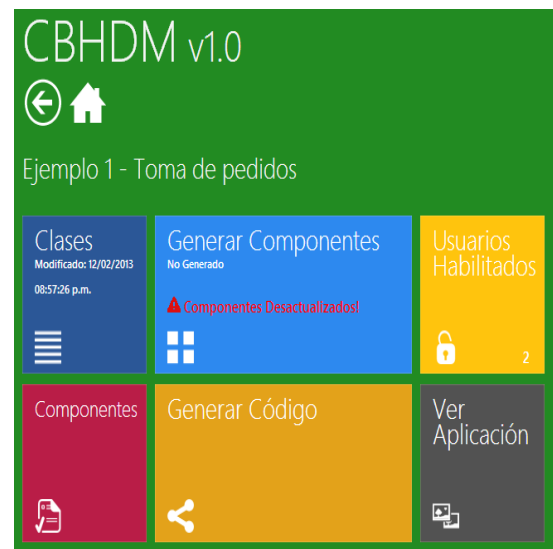 CBHDM v1.0
Ejemplo 1 - Toma de pedidos
Clases
Modificado: 12/02/2013
08:57:26 p.m.
Generar Componentes
No Generado
Componentes Desactualizados!
Usuarios
Habilitados
2
Componentes
Generar Código
Ver
Aplicación